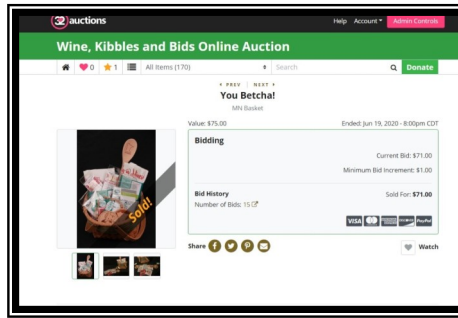 32 auctions
Help Account Admin Controls
Wine, Kibbles and Bids Online Auction
0 1 All Items (170) Search Donate
PREV | NEXT
You Betcha!
MN Basket
Value: $75.00 Ended: Jun 19, 2020 - 8:00pm CDT
Bidding
Current Bid: $71.00
Minimum Bid Increment: $1.00
Bid History Sold For: $71.00
Number of Bids: 15
Sold!
VISA PayPal
Share Watch